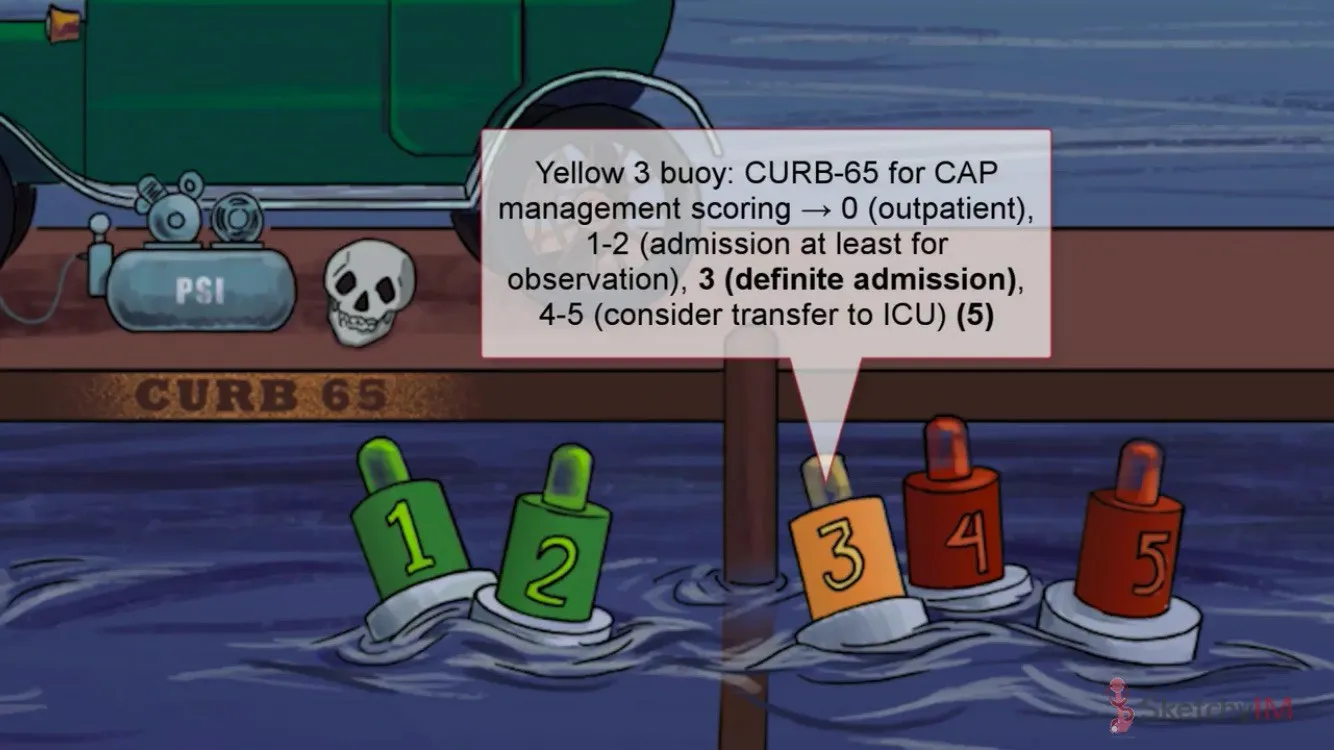 Yellow 3 buoy: CURB-65 for CAP
management scoring → 0 (outpatient),
1-2 (admission at least for
observation), 3 (definite admission),
4-5 (consider transfer to ICU) (5)
PSI
CURB 65
1
2
3
4
5
SketchyIM